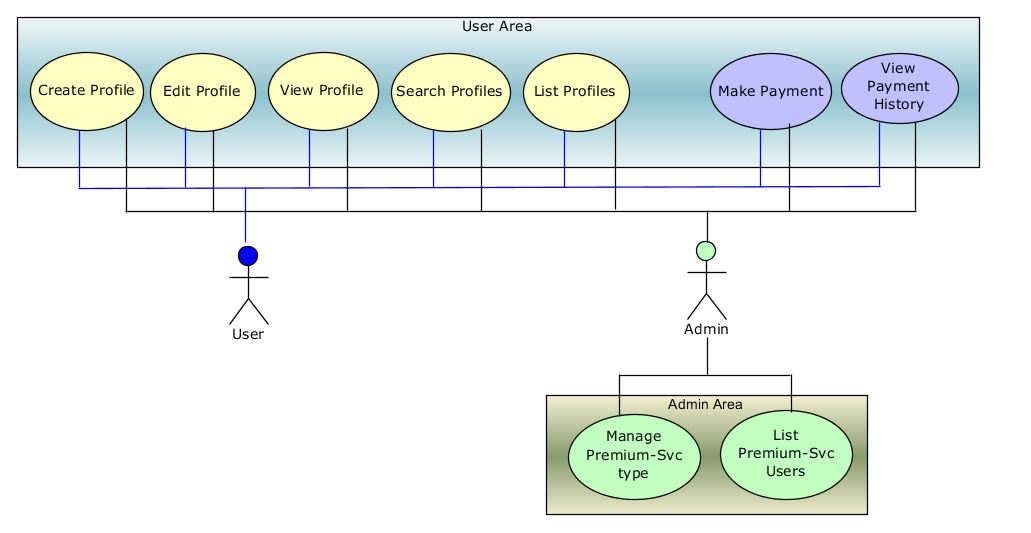 User Area
Create Profile
Edit Profile
View Profile
Search Profiles
List Profiles
Make Payment
View
Payment
History
User
Admin
Admin Area
Manage
Premium-Svc
type
List
Premium-Svc
Users